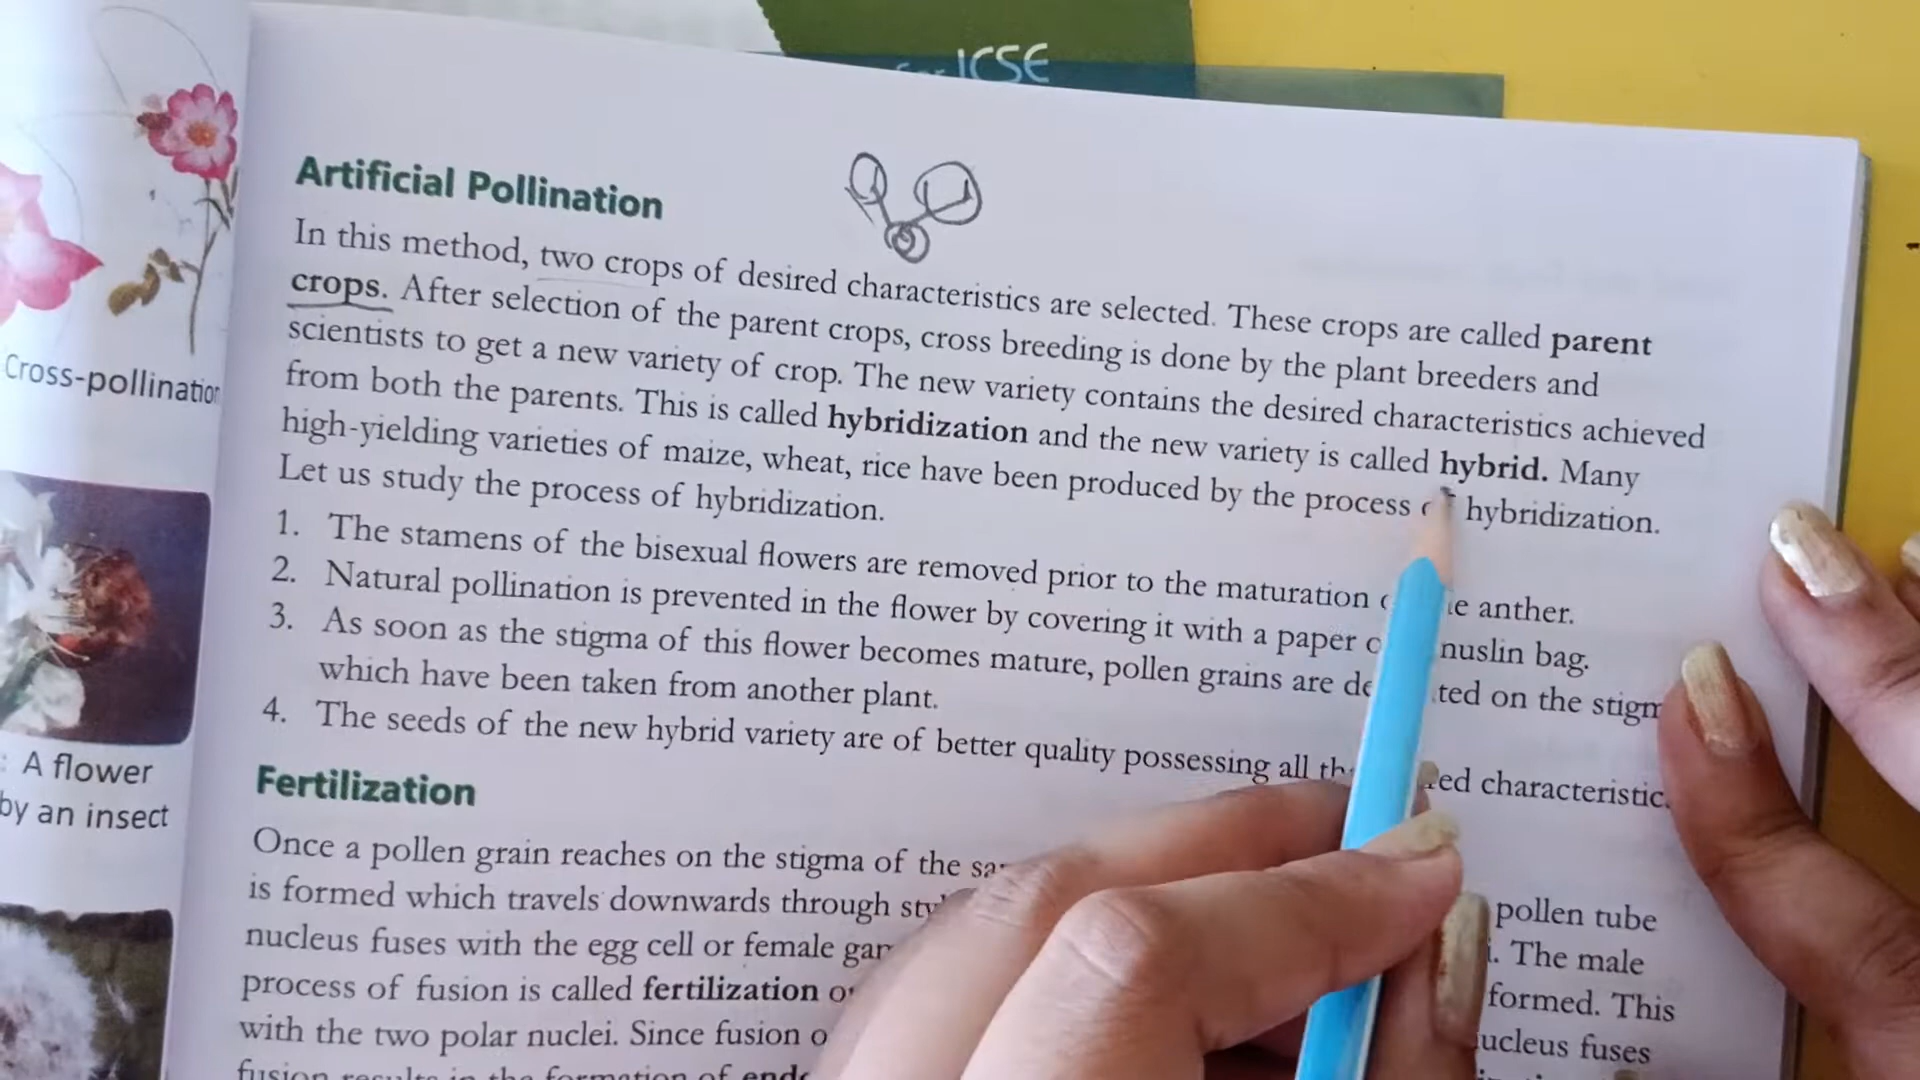 for ICSE
Artificial Pollination
In this method, two crops of desired characteristics are selected. These crops are called parent
crops. After selection of the parent crops, cross breeding is done by the plant breeders and
scientists to get a new variety of crop. The new variety contains the desired characteristics achieved
from both the parents. This is called hybridization and the new variety is called hybrid. Many
high-yielding varieties of maize, wheat, rice have been produced by the process of hybridization.
Let us study the process of hybridization.
1. The stamens of the bisexual flowers are removed prior to the maturation anther.
2. Natural pollination is prevented in the flower by covering it with a paper bag.
3. As soon as the stigma of this flower becomes mature, pollen grains are on the
which have been taken from another plant.
4. The seeds of the new hybrid variety are of better quality possessing all
Fertilization
Once a pollen grain reaches on the stigma of the pollen tube
is formed which travels downwards through The male
nucleus fuses with the egg cell or female formed. This
process of fusion is called fertilization fuses
with the two polar nuclei. Since fusion
fusion results in the formation of
Cross-pollination
: A flower
by an insect